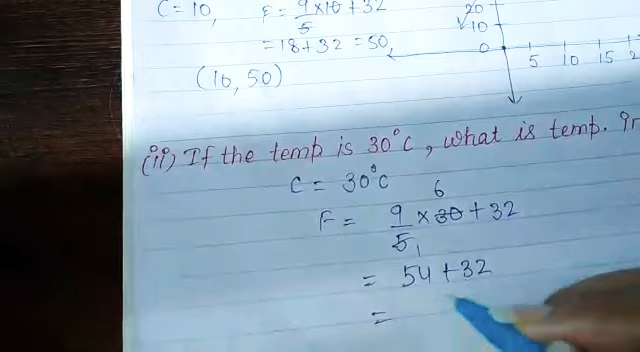 C = 10, F = 9/5 × 10 + 32
= 18 + 32 = 50,
(10, 50)
20
10
0 5 10 15 2
(ii) If the temp is 30°C, what is temp. in
C = 30°C
6
F = 9/5 × 30 + 32
1
= 54 + 32
=